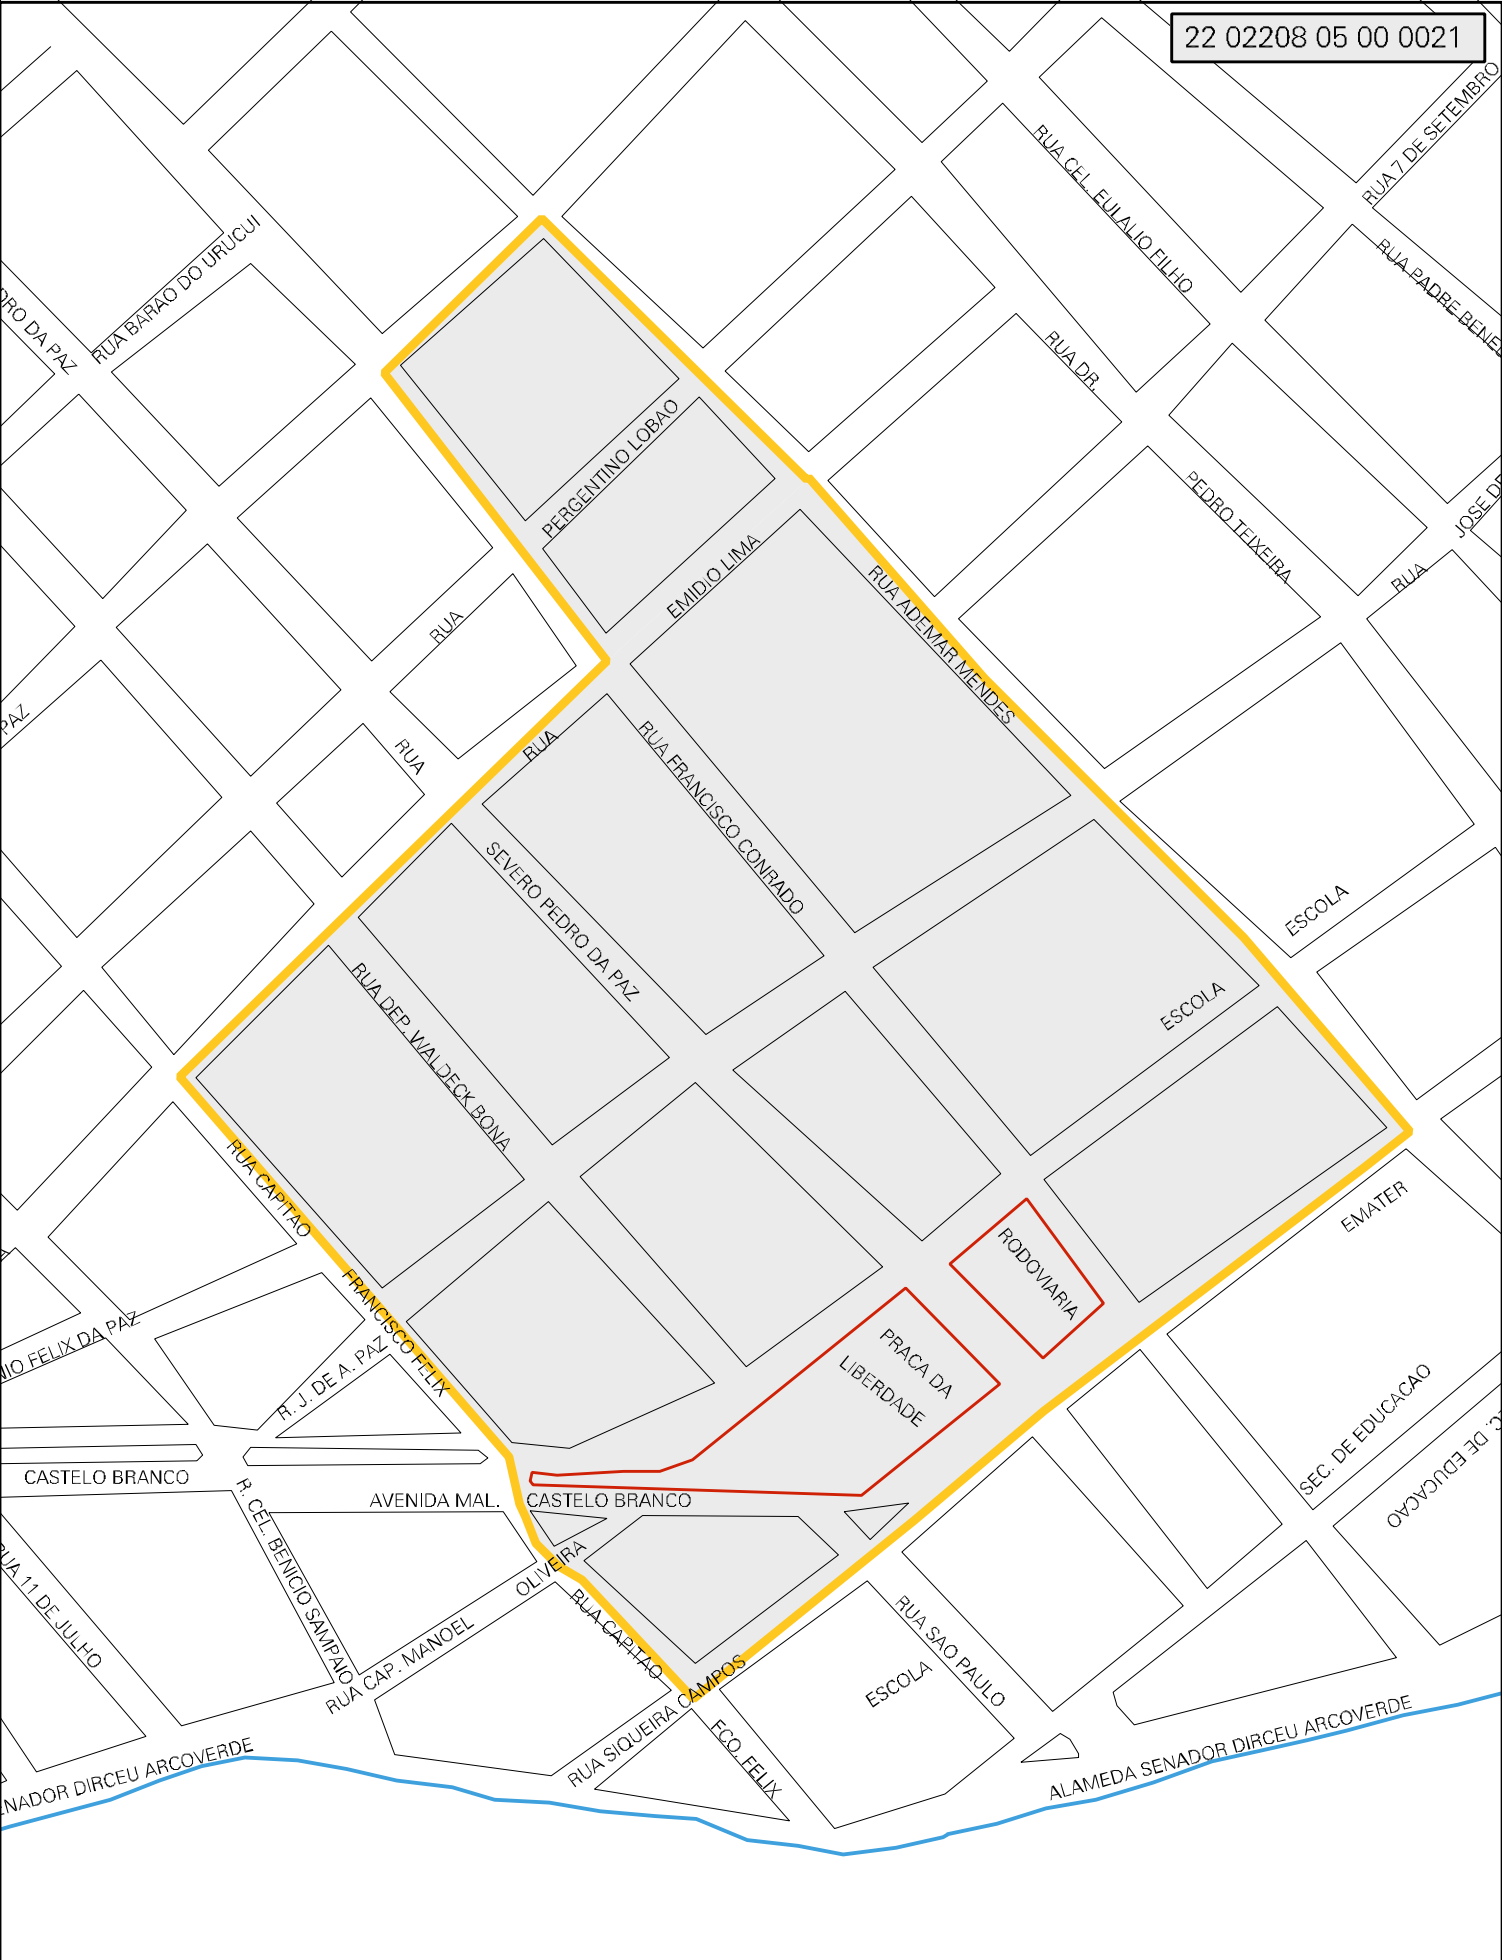 22 02208 05 00 0021
RUA 7 DE SETEMBRO
RUA CEL. EULALIO FILHO
RUA BARAO DO URUCUI
RUA PADRE BENE
DRO DA PAZ
RUA DR.
PERGENTINO LOBAO
PEDRO TEIXEIRA
JOSE DE
EMIDIO LIMA
RUA
RUA ADEMAR MENDES
RUA
PAZ
RUA
RUA
RUA FRANCISCO CONRADO
SEVERO PEDRO DA PAZ
ESCOLA
RUA DEP. WALDECK BONA
ESCOLA
RUA CAPITAO
EMATER
RODOVIARIA
FRANCISCO FELIX
NIO FELIX DA PAZ
R. J. DE A. PAZ
PRACA DA
LIBERDADE
SEC. DE EDUCACAO
C. DE EDUCACAO
CASTELO BRANCO
AVENIDA MAL.
CASTELO BRANCO
R. CEL. BENICIO SAMPAIO
OLIVEIRA
RUA 11 DE JULHO
RUA CAP. MANOEL
RUA CAPITAO
RUA SAO PAULO
ESCOLA
RUA SIQUEIRA CAMPOS
FCO. FELIX
ENADOR DIRCEU ARCOVERDE
ALAMEDA SENADOR DIRCEU ARCOVERDE